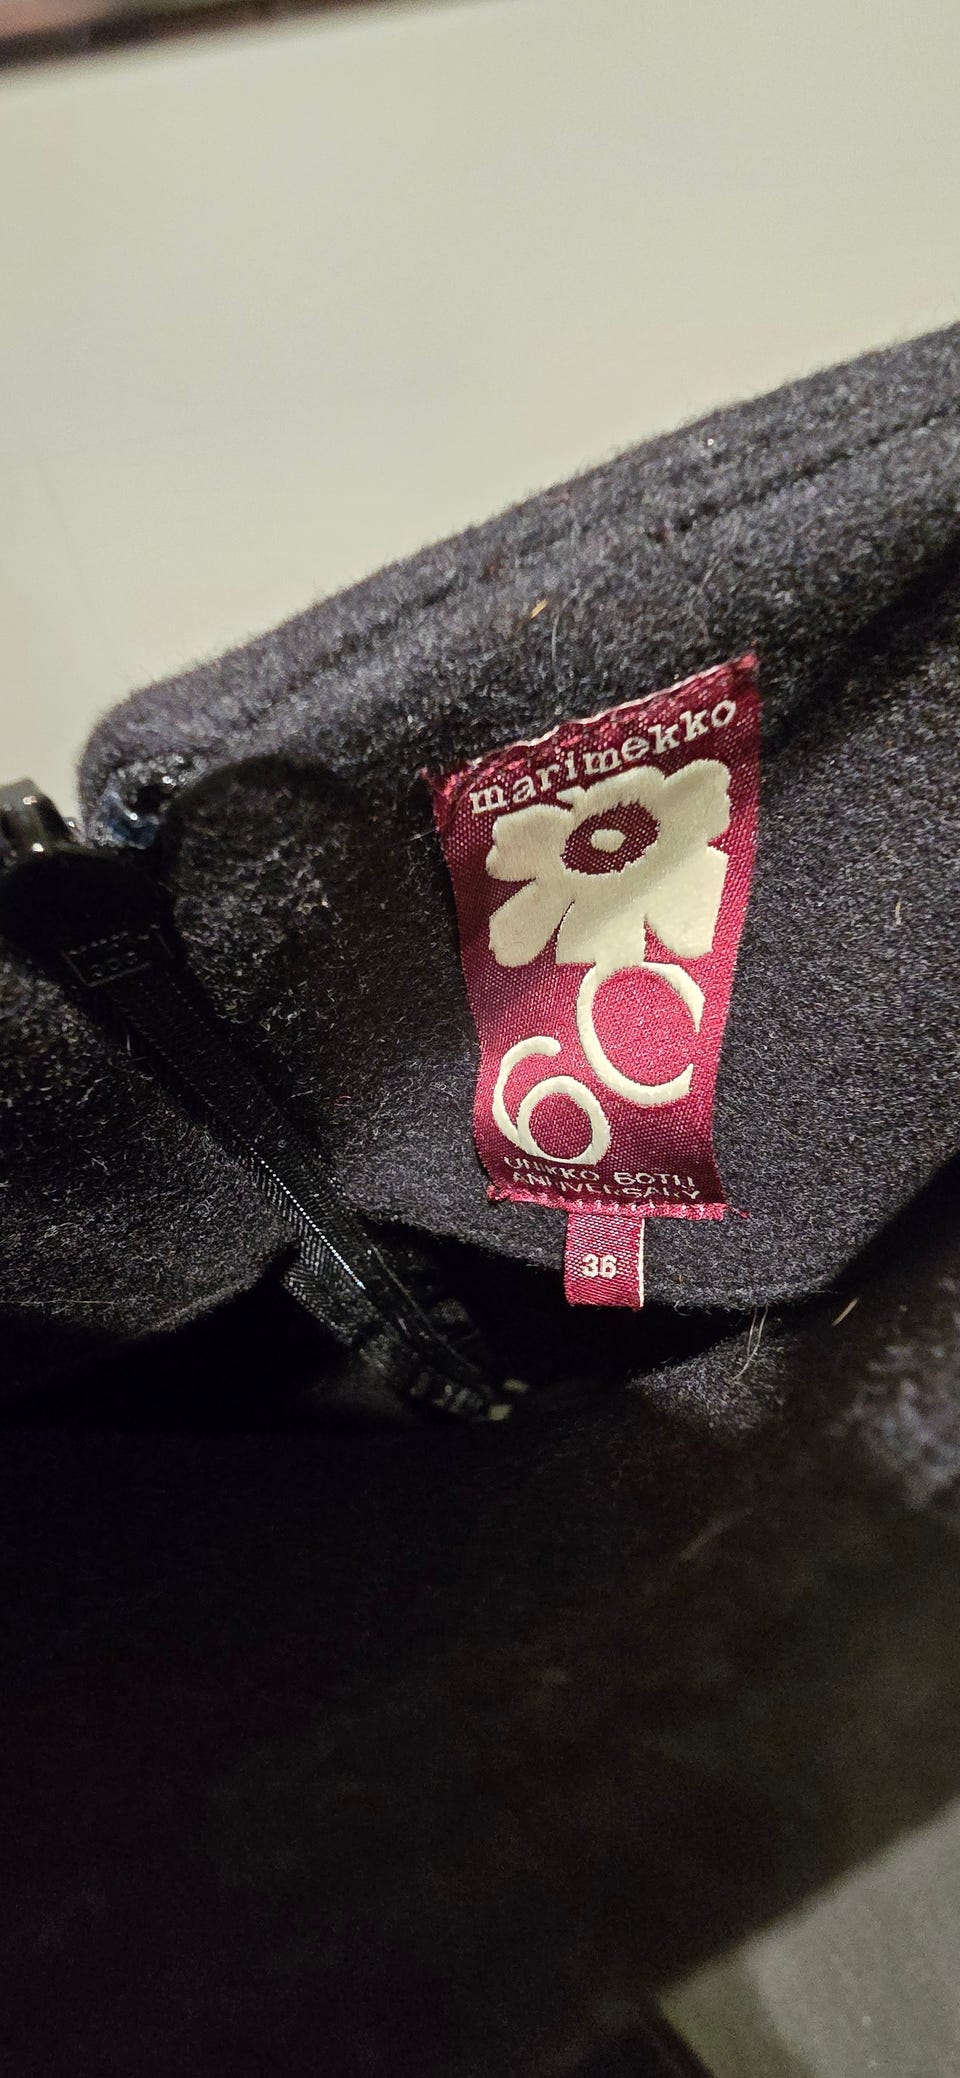 marimekko
60
UNIKKO 60TH
ANNIVERSARY
36